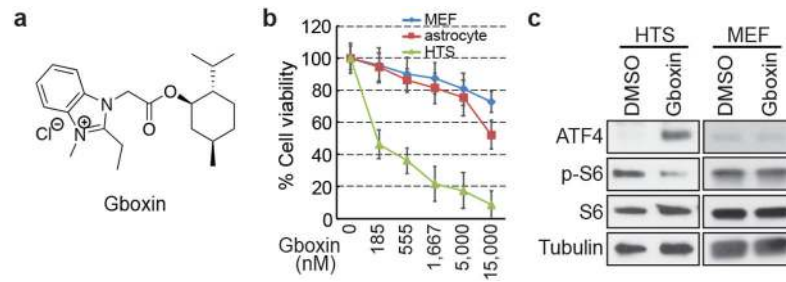 a
N
O
O
Cl⊖
N
⊕
Gboxin
b
MEF
astrocyte
HTS
% Cell viability
120
100
80
60
40
20
0
Gboxin
(nM)
0
185
555
1,667
5,000
15,000
c
HTS
MEF
DMSO
Gboxin
DMSO
Gboxin
ATF4
p-S6
S6
Tubulin